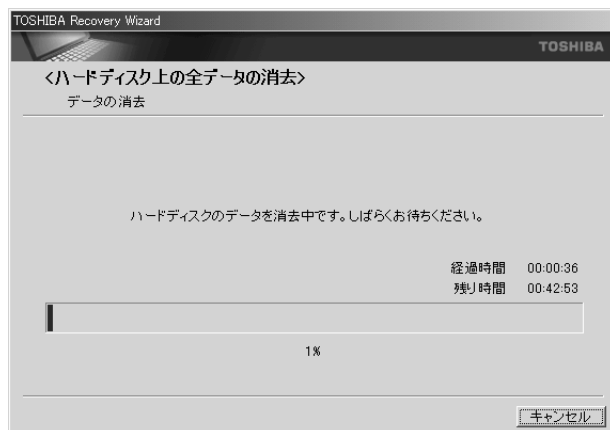 TOSHIBA Recovery Wizard
TOSHIBA
<ハードディスク上の全データの消去>
データの消去
ハードディスクのデータを消去中です。しばらくお待ちください。
経過時間 00:00:36
残り時間 00:42:53
1%
キャンセル